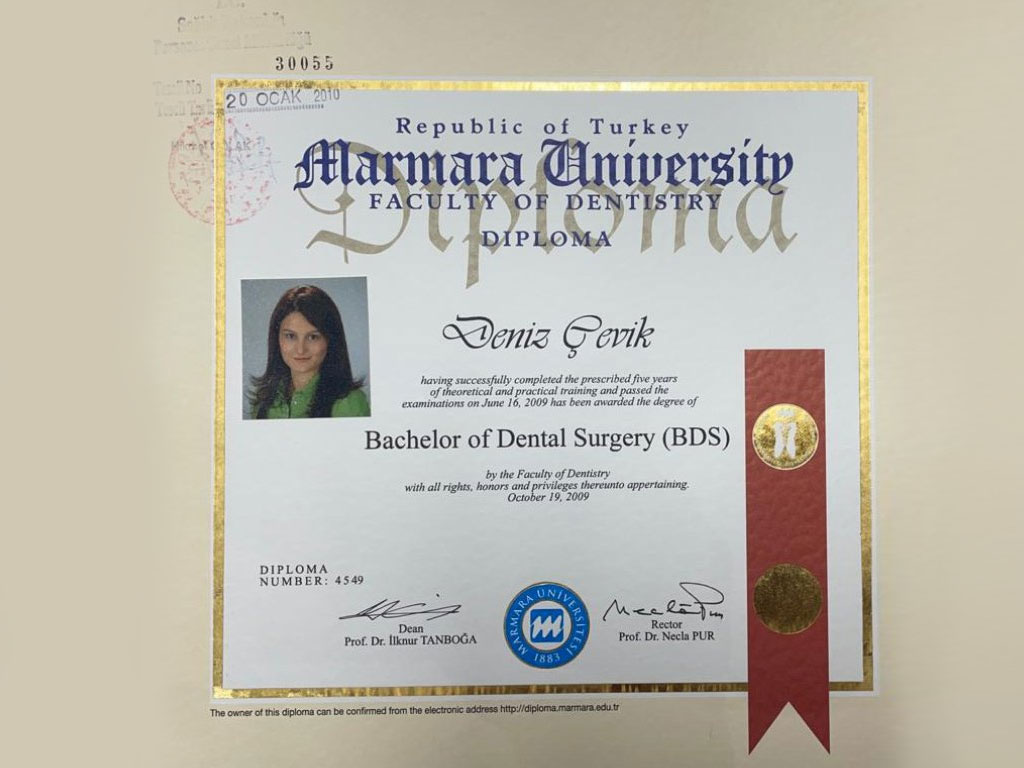 30055
20 OCAK 2010
Republic of Turkey
Marmara University
FACULTY OF DENTISTRY
Diploma
DIPLOMA
Deniz Çevik
having successfully completed the prescribed five years
of theoretical and practical training and passed the
examinations on June 16, 2009 has been awarded the degree of
Bachelor of Dental Surgery (BDS)
by the Faculty of Dentistry
with all rights, honors and privileges thereunto appertaining.
October 19, 2009
DIPLOMA
NUMBER: 4549
Dean
Prof. Dr. İlknur TANBOĞA
MARMARA ÜNİVERSİTESİ
1883
Rector
Prof. Dr. Necla PUR
The owner of this diploma can be confirmed from the electronic address http://diploma.marmara.edu.tr